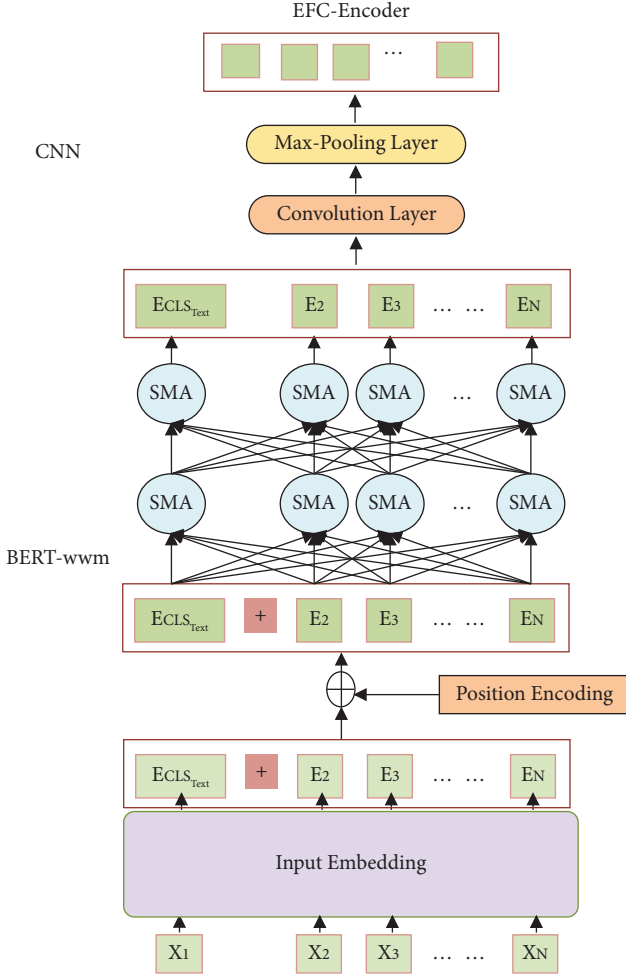 EFC-Encoder
...
CNN
Max-Pooling Layer
Convolution Layer
ECLSText E2 E3 ... ... EN
SMA SMA SMA ... SMA
SMA SMA SMA ... SMA
BERT-wwm
ECLSText + E2 E3 ... ... EN
Position Encoding
ECLSText + E2 E3 ... ... EN
Input Embedding
X1 X2 X3 ... ... XN